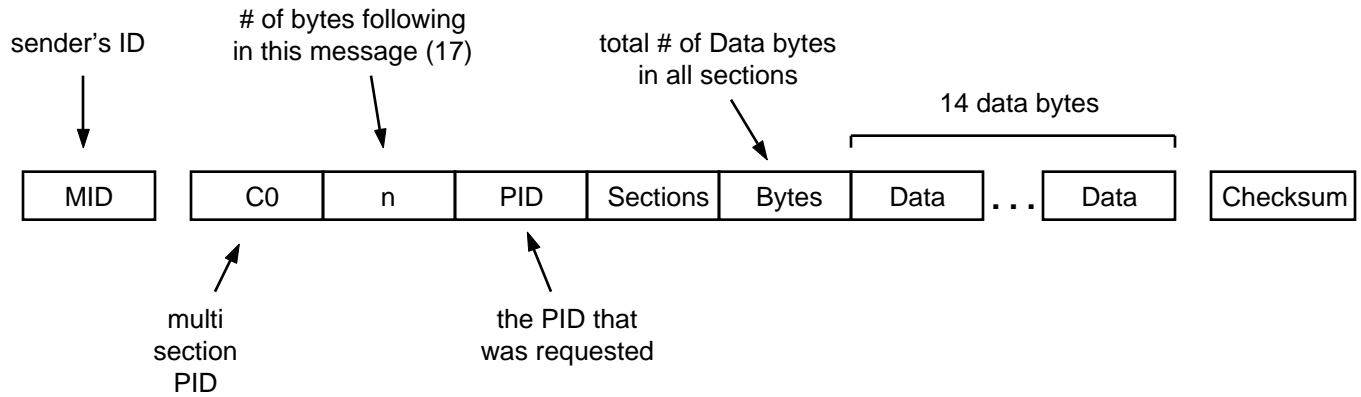 sender's ID
# of bytes following
in this message (17)
total # of Data bytes
in all sections
14 data bytes
MID
C0
n
PID
Sections
Bytes
Data
. . .
Data
Checksum
multi
section
PID
the PID that
was requested